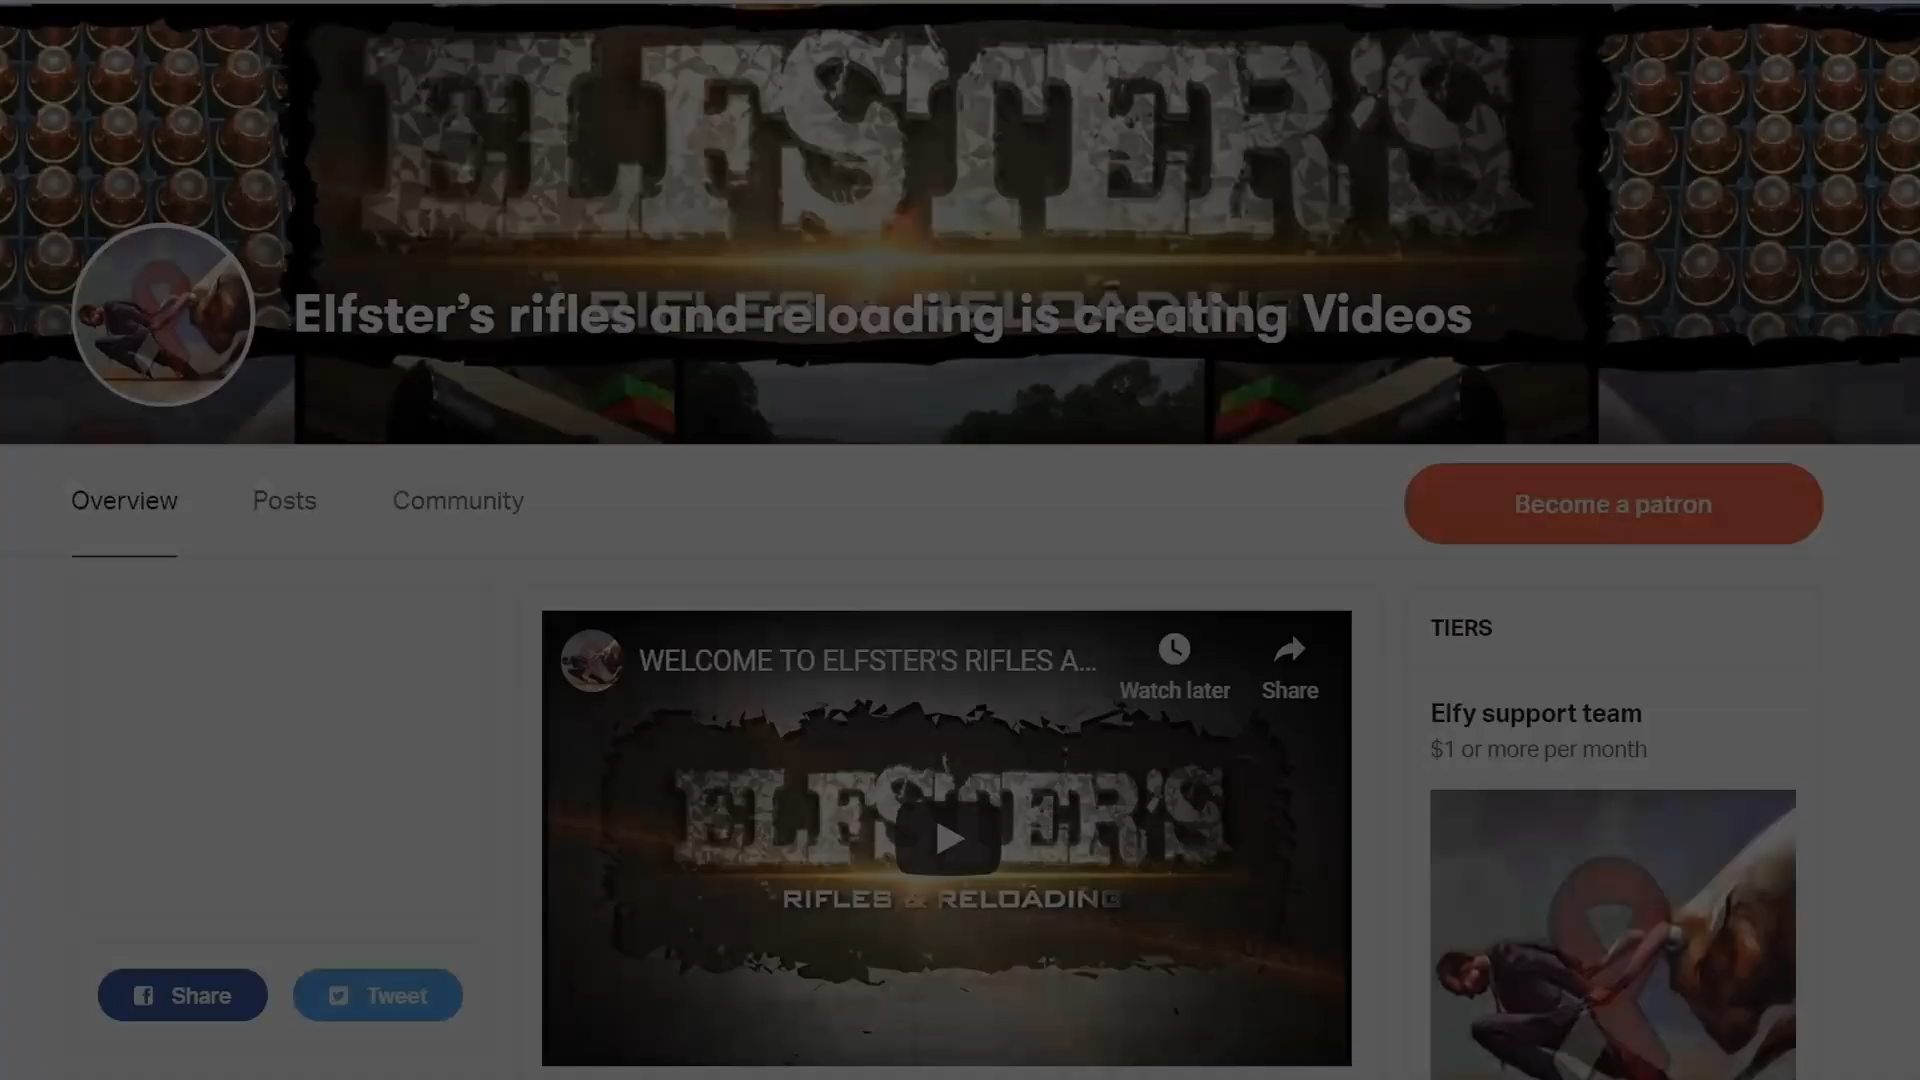 ELFSTER'S
Elfster's rifles and reloading is creating Videos
Overview
Posts
Community
Become a patron
WELCOME TO ELFSTER'S RIFLES A...
Watch later
Share
ELFSTER'S
RIFLES & RELOADING
TIERS
Elfy support team
$1 or more per month
Share
Tweet